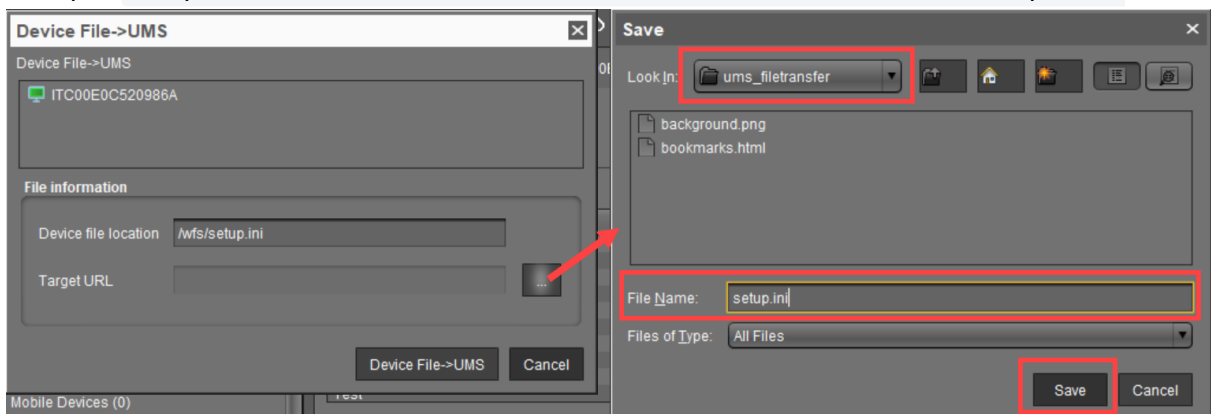 Device File->UMS
Device File->UMS
ITC00E0C520986A
File information
Device file location /wfs/setup.ini
Target URL
...
Device File->UMS Cancel
Mobile Devices (0)
Save
Look In: ums_filetransfer
background.png
bookmarks.html
File Name: setup.ini
Files of Type: All Files
Save Cancel